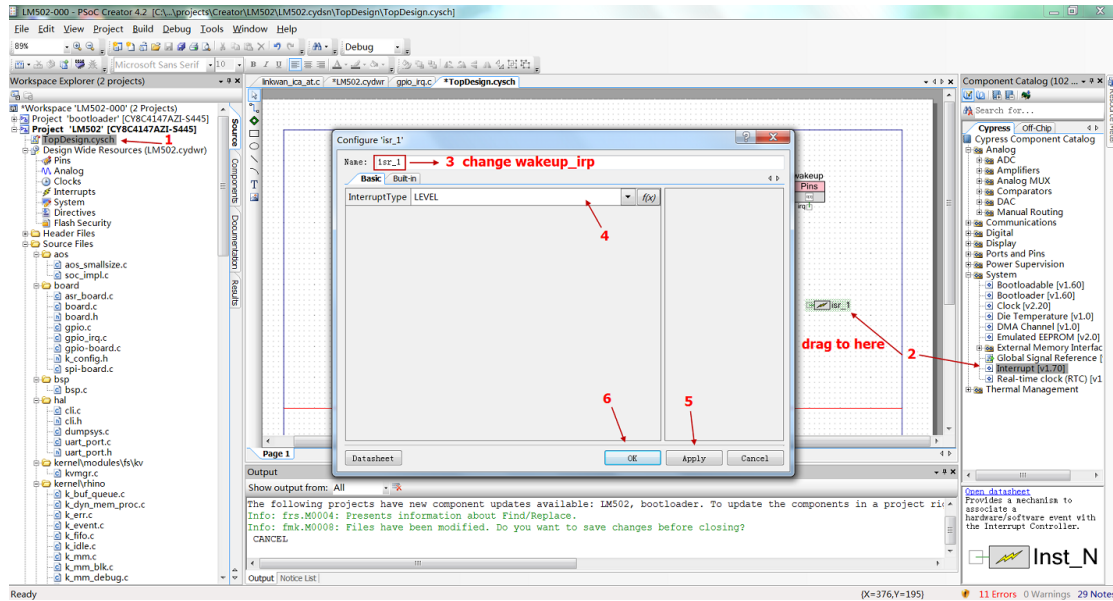 LM502-000 - PSoC Creator 4.2 [C:\...\projects\Creator\LM502\LM502.cydsn\TopDesign\TopDesign.cysch]
File Edit View Project Build Debug Tools Window Help
89% Debug
Microsoft Sans Serif 10
Workspace Explorer (2 projects)
*Workspace 'LM502-000' (2 Projects)
Project 'bootloader' [CY8C4147AZI-S445]
Project 'LM502' [CY8C4147AZI-S445]
TopDesign.cysch
1
Design Wide Resources (LM502.cydwr)
Pins
Analog
Clocks
Interrupts
System
Directives
Flash Security
Header Files
Source Files
aos
aos_smallsize.c
soc_impl.c
board
asr_board.c
board.c
board.h
gpio.c
gpio_irq.c
gpio-board.c
k_config.h
spi-board.c
bsp
bsp.c
hal
cli.c
cli.h
dumpsys.c
uart_port.c
uart_port.h
kernel\modules\fs\kv
kvmgr.c
kernel\rhino
k_buf_queue.c
k_dyn_mem_proc.c
k_err.c
k_event.c
k_fifo.c
k_idle.c
k_mm.c
k_mm_blk.c
k_mm_debug.c
Source
Components
Documentation
Results
linkwan_ica_at.c *LM502.cydwr gpio_irq.c *TopDesign.cysch
Configure 'isr_1'
Name: isr_1
3 change wakeup_irp
Basic Built-in
InterruptType LEVEL f(x)
4
6
5
Datasheet OK Apply Cancel
wakeup
Pins
irq
isr_1
drag to here
2
Page 1
Output
Show output from: All
The following projects have new component updates available: LM502, bootloader. To update the components in a project ri
Info: frs.M0004: Presents information about Find/Replace.
Info: fmk.M0008: Files have been modified. Do you want to save changes before closing?
CANCEL
Output Notice List
Component Catalog (102 ...
Search for...
Cypress Off-Chip
Cypress Component Catalog
Analog
ADC
Amplifiers
Analog MUX
Comparators
DAC
Manual Routing
Communications
Digital
Display
Ports and Pins
Power Supervision
System
Bootloadable [v1.60]
Bootloader [v1.60]
Clock [v2.20]
Die Temperature [v1.0]
DMA Channel [v1.0]
Emulated EEPROM [v2.0]
External Memory Interfac
Global Signal Reference [
Interrupt [v1.70]
Real-time clock (RTC) [v1
Thermal Management
Open datasheet
Provides a mechanism to
associate a
hardware/software event with
the Interrupt Controller.
Inst_N
Ready
(X=376,Y=195)
11 Errors 0 Warnings 29 Notes